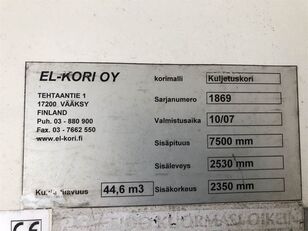 EL-KORI OY
TEHTAANTIE 1
17200 VÄÄKSY
FINLAND
Puh. 03 - 880 900
Fax. 03 - 7662 550
www.el-kori.fi
korimalli Kuljetuskori
Sarjanumero 1869
Valmistusaika 10/07
Sisäpituus 7500 mm
Sisäleveys 2530 mm
44,6 m3 Sisäkorkeus 2350 mm
CE